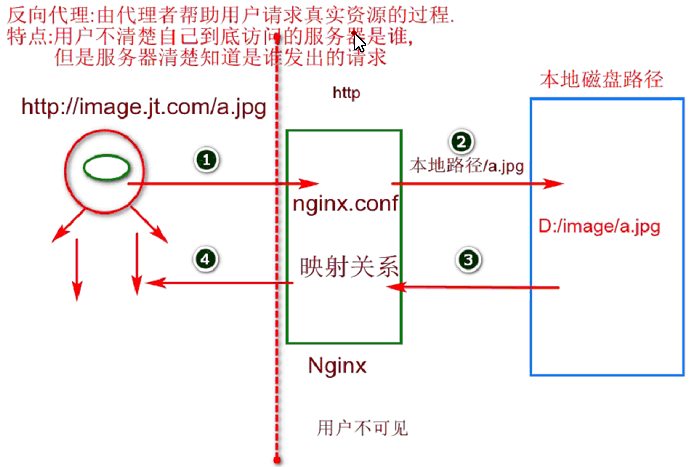 反向代理:由代理者帮助用户请求真实资源的过程.
特点:用户不清楚自己到底访问的服务器是谁,
但是服务器清楚知道是谁发出的请求
http
本地磁盘路径
http://image.jt.com/a.jpg
1
2
本地路径/a.jpg
nginx.conf
D:/image/a.jpg
映射关系
4
3
Nginx
用户不可见